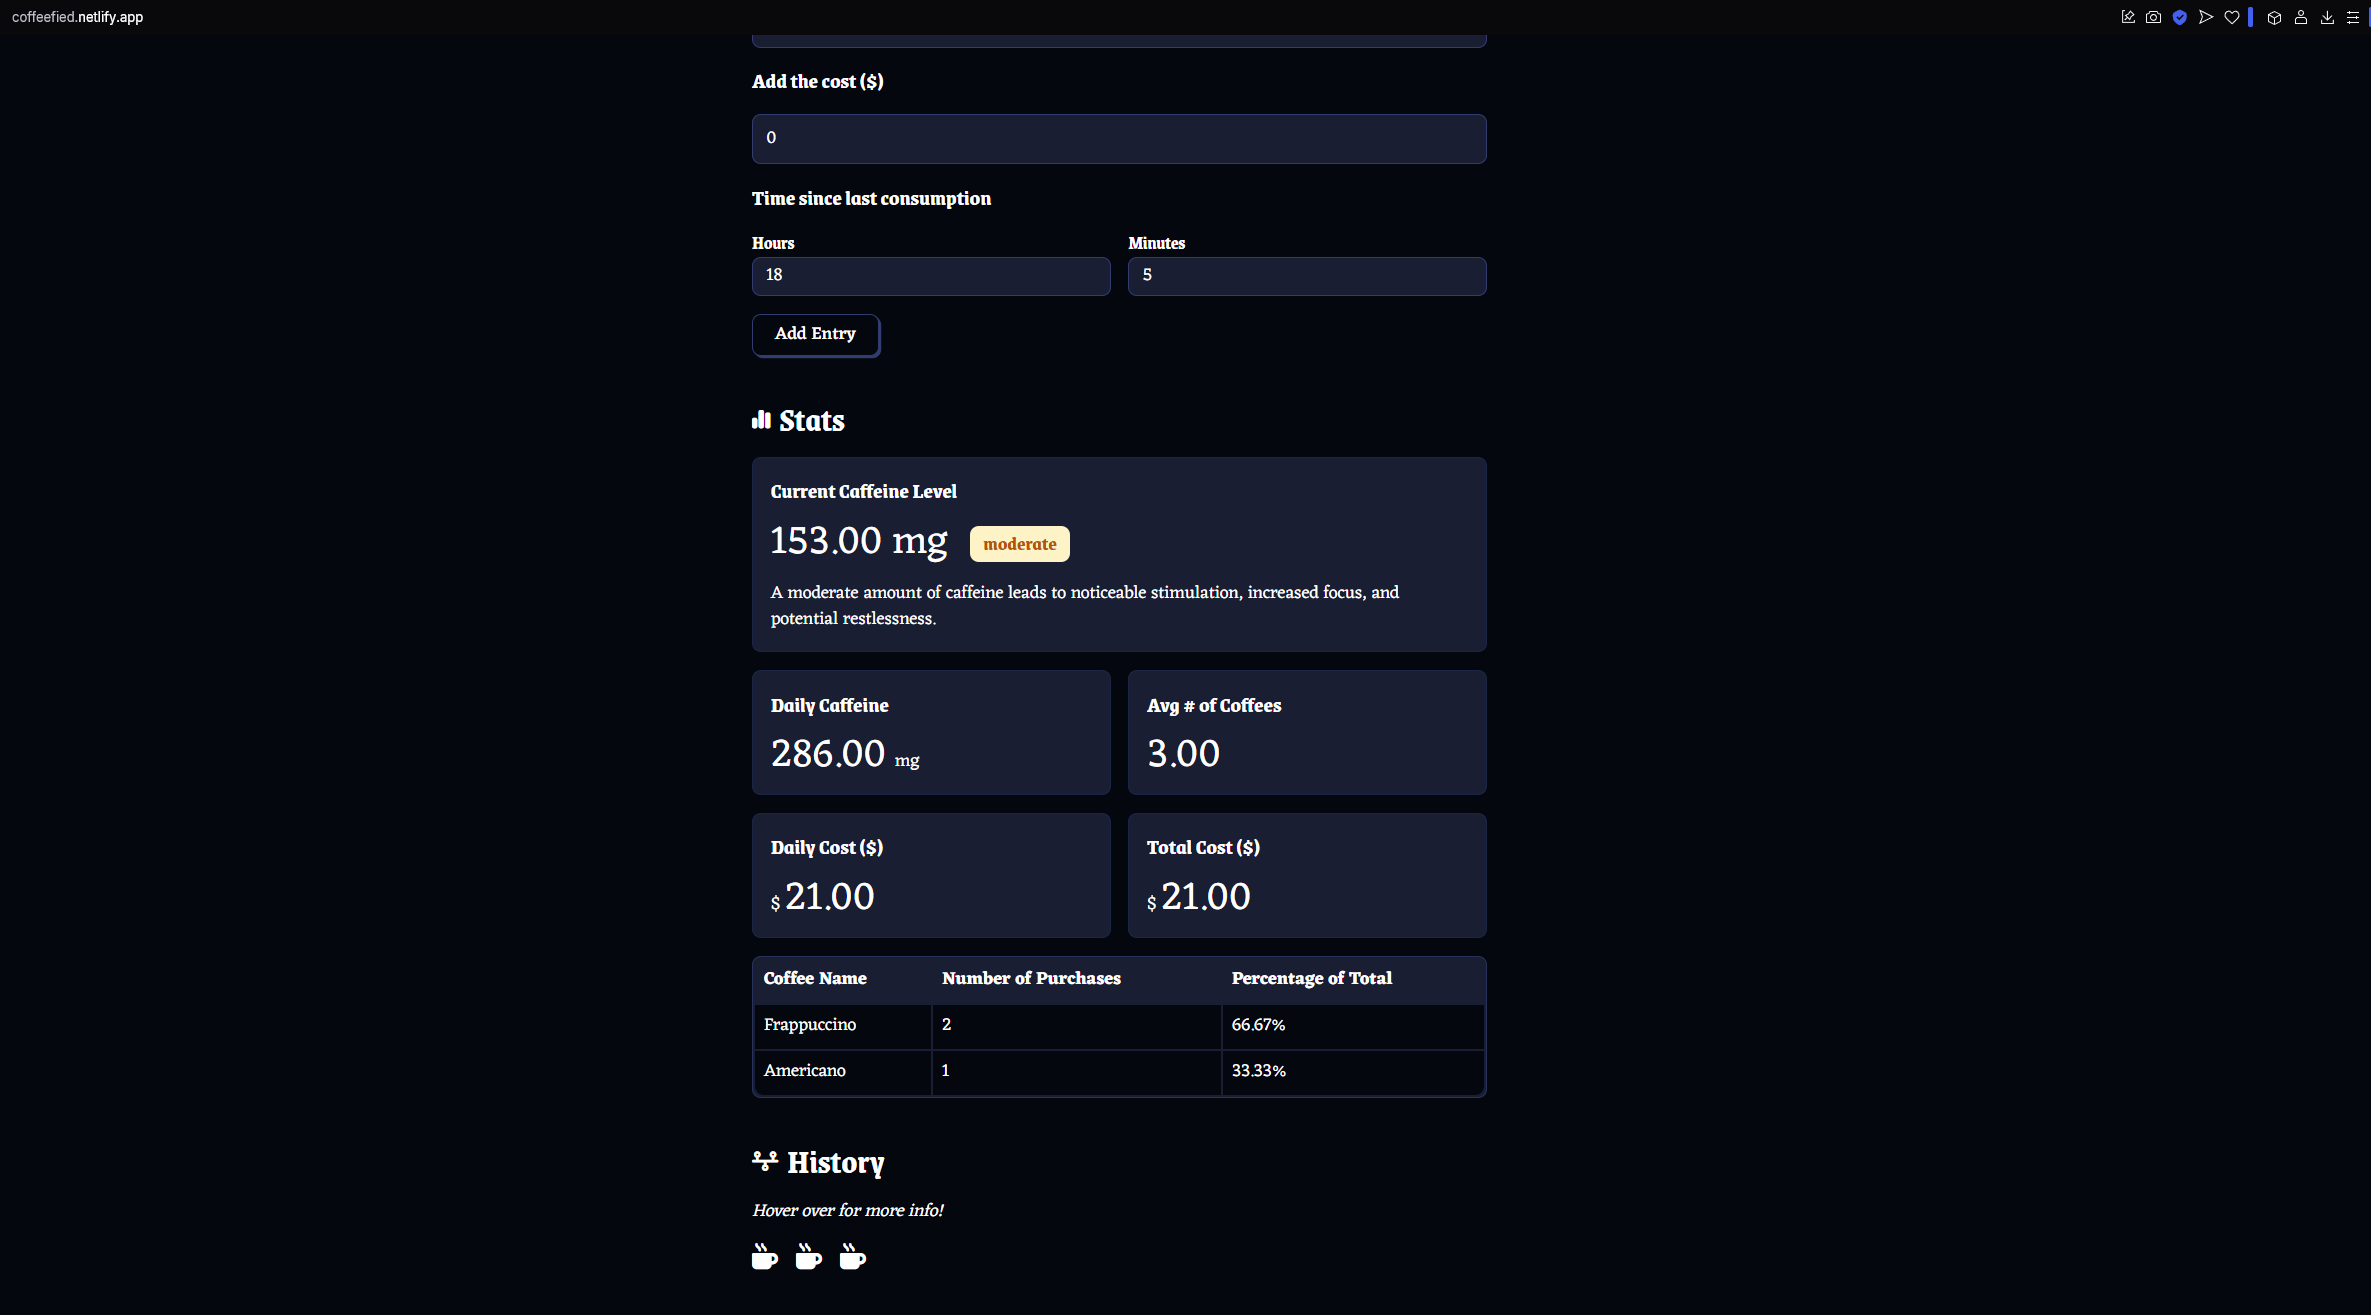 coffeefied.netlify.app
Add the cost ($)
0
Time since last consumption
Hours
Minutes
18
5
Add Entry
Stats
Current Caffeine Level
153.00 mg
moderate
A moderate amount of caffeine leads to noticeable stimulation, increased focus, and
potential restlessness.
Daily Caffeine
286.00 mg
Avg # of Coffees
3.00
Daily Cost ($)
$ 21.00
Total Cost ($)
$ 21.00
Coffee Name Number of Purchases Percentage of Total
Frappuccino 2 66.67%
Americano 1 33.33%
History
Hover over for more info!